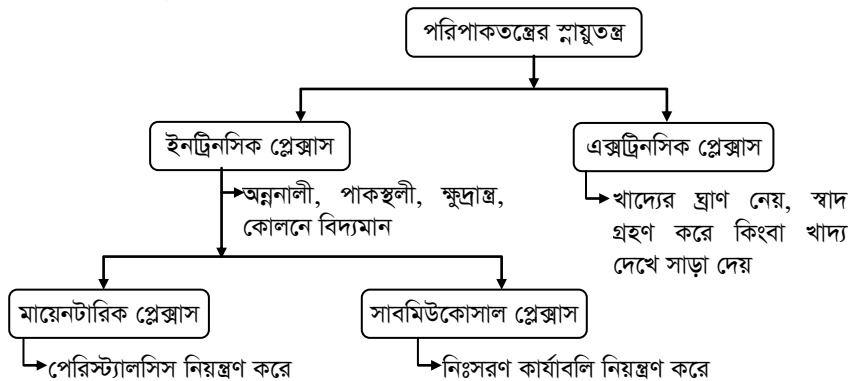 পরিপাকতন্ত্রের স্নায়ুতন্ত্র
ইনট্রিনসিক প্লেক্সাস
এক্সট্রিনসিক প্লেক্সাস
অন্ননালী, পাকস্থলী, ক্ষুদ্রান্ত্র,
কোলনে বিদ্যমান
খাদ্যের ঘ্রাণ নেয়, স্বাদ
গ্রহণ করে কিংবা খাদ্য
দেখে সাড়া দেয়
মায়েনটারিক প্লেক্সাস
সাবমিউকোসাল প্লেক্সাস
পেরিস্ট্যালসিস নিয়ন্ত্রণ করে
নিঃসরণ কার্যাবলি নিয়ন্ত্রণ করে